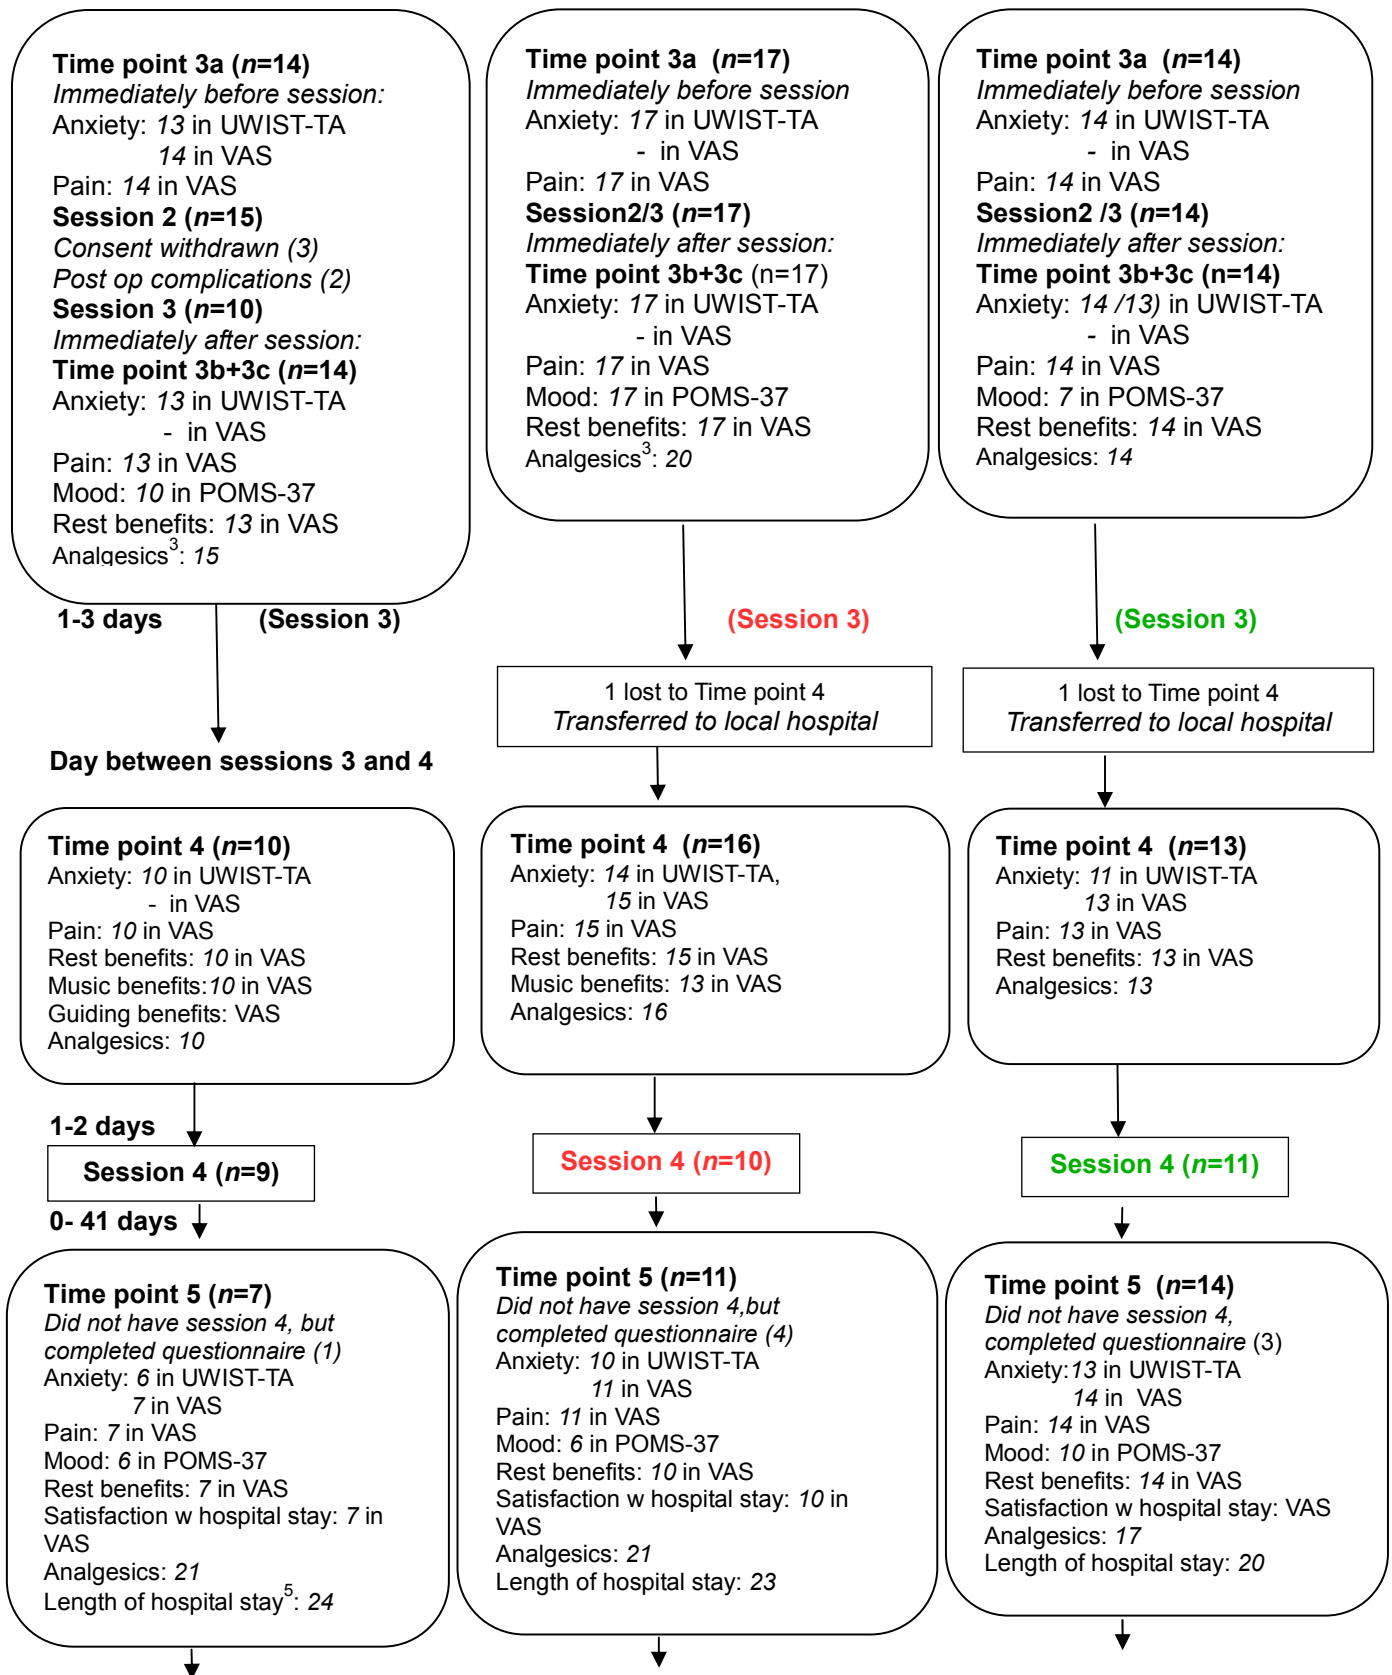 Time point 3a (n=14)
Immediately before session:
Anxiety: 13 in UWIST-TA
14 in VAS
Pain: 14 in VAS
Session 2 (n=15)
Consent withdrawn (3)
Post op complications (2)
Session 3 (n=10)
Immediately after session:
Time point 3b+3c (n=14)
Anxiety: 13 in UWIST-TA
- in VAS
Pain: 13 in VAS
Mood: 10 in POMS-37
Rest benefits: 13 in VAS
Analgesics3: 15
Time point 3a (n=17)
Immediately before session
Anxiety: 17 in UWIST-TA
- in VAS
Pain: 17 in VAS
Session2/3 (n=17)
Immediately after session:
Time point 3b+3c (n=17)
Anxiety: 17 in UWIST-TA
- in VAS
Pain: 17 in VAS
Mood: 17 in POMS-37
Rest benefits: 17 in VAS
Analgesics3: 20
Time point 3a (n=14)
Immediately before session
Anxiety: 14 in UWIST-TA
- in VAS
Pain: 14 in VAS
Session2 /3 (n=14)
Immediately after session:
Time point 3b+3c (n=14)
Anxiety: 14 /13) in UWIST-TA
- in VAS
Pain: 14 in VAS
Mood: 7 in POMS-37
Rest benefits: 14 in VAS
Analgesics: 14
1-3 days (Session 3)
(Session 3)
(Session 3)
1 lost to Time point 4
Transferred to local hospital
1 lost to Time point 4
Transferred to local hospital
Day between sessions 3 and 4
Time point 4 (n=10)
Anxiety: 10 in UWIST-TA
- in VAS
Pain: 10 in VAS
Rest benefits: 10 in VAS
Music benefits:10 in VAS
Guiding benefits: VAS
Analgesics: 10
Time point 4 (n=16)
Anxiety: 14 in UWIST-TA,
15 in VAS
Pain: 15 in VAS
Rest benefits: 15 in VAS
Music benefits: 13 in VAS
Analgesics: 16
Time point 4 (n=13)
Anxiety: 11 in UWIST-TA
13 in VAS
Pain: 13 in VAS
Rest benefits: 13 in VAS
Analgesics: 13
1-2 days
Session 4 (n=9)
Session 4 (n=10)
Session 4 (n=11)
0- 41 days
Time point 5 (n=7)
Did not have session 4, but
completed questionnaire (1)
Anxiety: 6 in UWIST-TA
7 in VAS
Pain: 7 in VAS
Mood: 6 in POMS-37
Rest benefits: 7 in VAS
Satisfaction w hospital stay: 7 in
VAS
Analgesics: 21
Length of hospital stay5: 24
Time point 5 (n=11)
Did not have session 4,but
completed questionnaire (4)
Anxiety: 10 in UWIST-TA
11 in VAS
Pain: 11 in VAS
Mood: 6 in POMS-37
Rest benefits: 10 in VAS
Satisfaction w hospital stay: 10 in
VAS
Analgesics: 21
Length of hospital stay: 23
Time point 5 (n=14)
Did not have session 4,
completed questionnaire (3)
Anxiety:13 in UWIST-TA
14 in VAS
Pain: 14 in VAS
Mood: 10 in POMS-37
Rest benefits: 14 in VAS
Satisfaction w hospital stay: VAS
Analgesics: 17
Length of hospital stay: 20